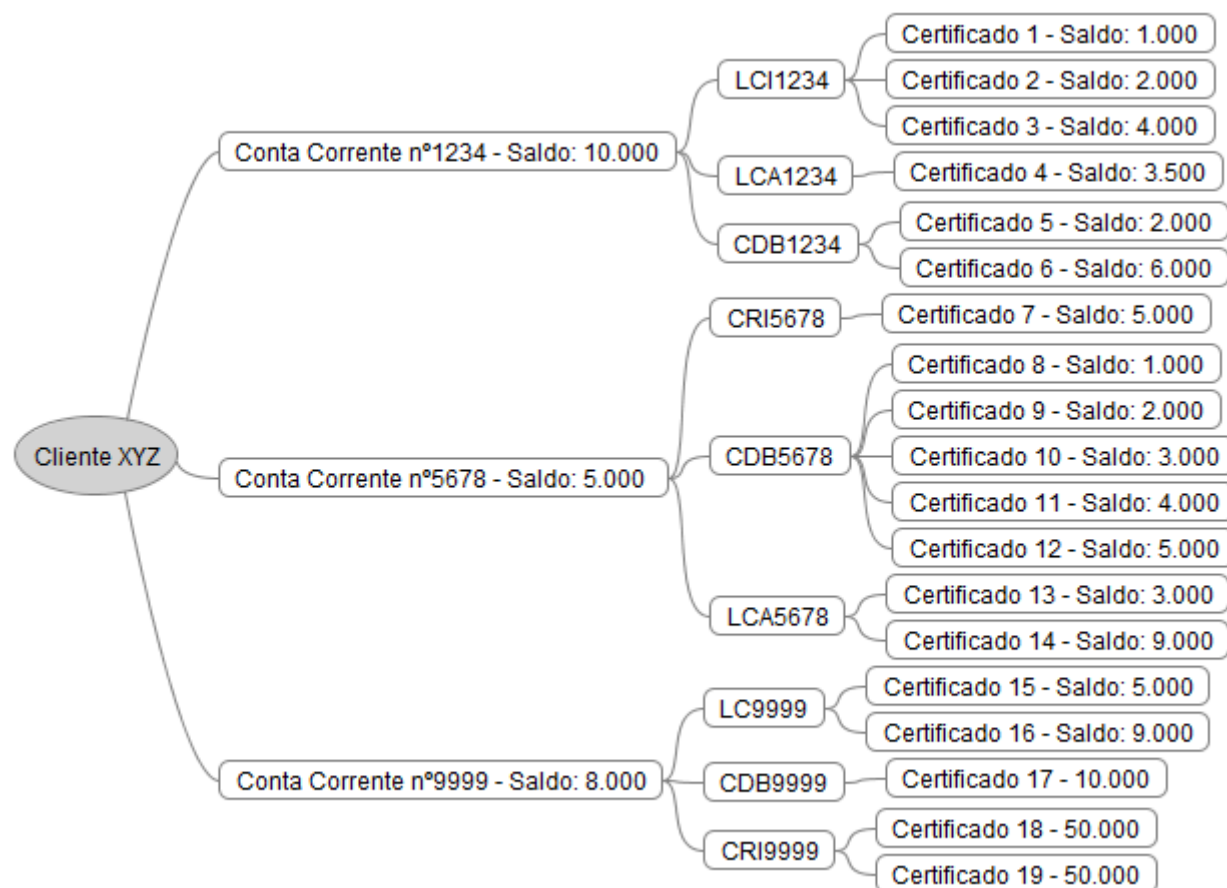 Cliente XYZ
Conta Corrente nº1234 - Saldo: 10.000
LCI1234
Certificado 1 - Saldo: 1.000
Certificado 2 - Saldo: 2.000
Certificado 3 - Saldo: 4.000
LCA1234
Certificado 4 - Saldo: 3.500
CDB1234
Certificado 5 - Saldo: 2.000
Certificado 6 - Saldo: 6.000
Conta Corrente nº5678 - Saldo: 5.000
CRI5678
Certificado 7 - Saldo: 5.000
CDB5678
Certificado 8 - Saldo: 1.000
Certificado 9 - Saldo: 2.000
Certificado 10 - Saldo: 3.000
Certificado 11 - Saldo: 4.000
Certificado 12 - Saldo: 5.000
LCA5678
Certificado 13 - Saldo: 3.000
Certificado 14 - Saldo: 9.000
Conta Corrente nº9999 - Saldo: 8.000
LC9999
Certificado 15 - Saldo: 5.000
Certificado 16 - Saldo: 9.000
CDB9999
Certificado 17 - 10.000
CRI9999
Certificado 18 - 50.000
Certificado 19 - 50.000